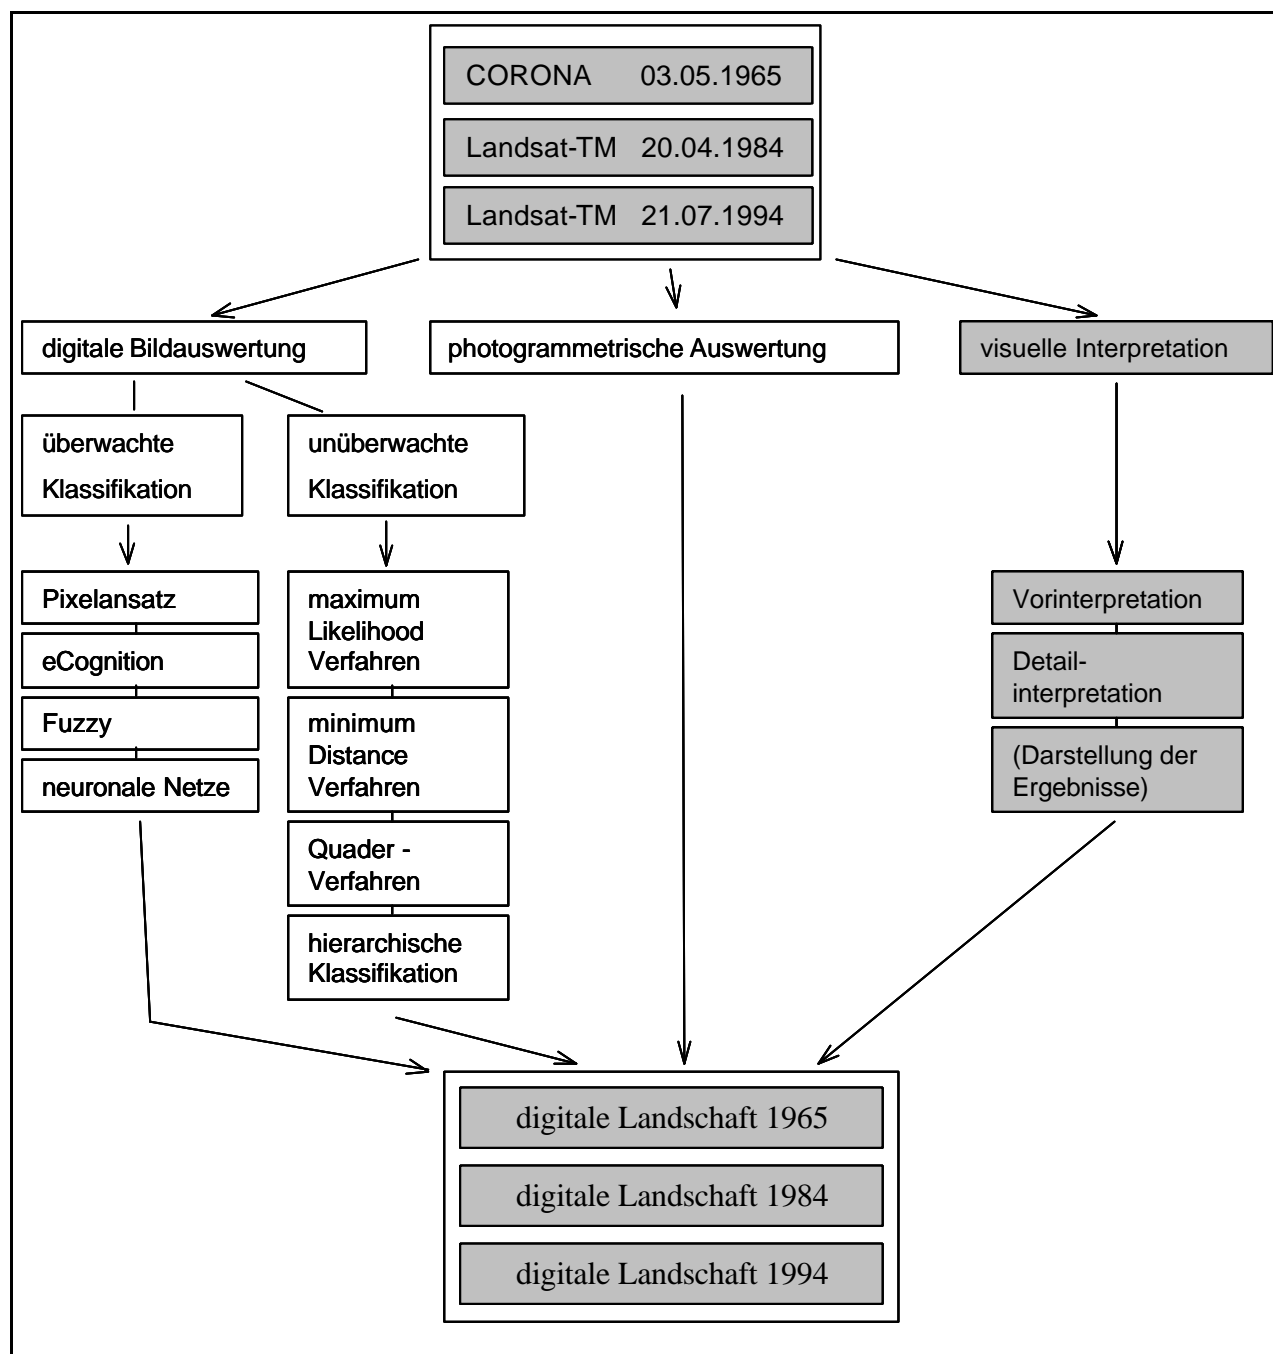 CORONA 03.05.1965
Landsat-TM 20.04.1984
Landsat-TM 21.07.1994
digitale Bildauswertung
photogrammetrische Auswertung
visuelle Interpretation
überwachte
Klassifikation
unüberwachte
Klassifikation
Pixelansatz
eCognition
Fuzzy
neuronale Netze
maximum
Likelihood
Verfahren
minimum
Distance
Verfahren
Quader -
Verfahren
hierarchische
Klassifikation
Vorinterpretation
Detail-
interpretation
(Darstellung der
Ergebnisse)
digitale Landschaft 1965
digitale Landschaft 1984
digitale Landschaft 1994